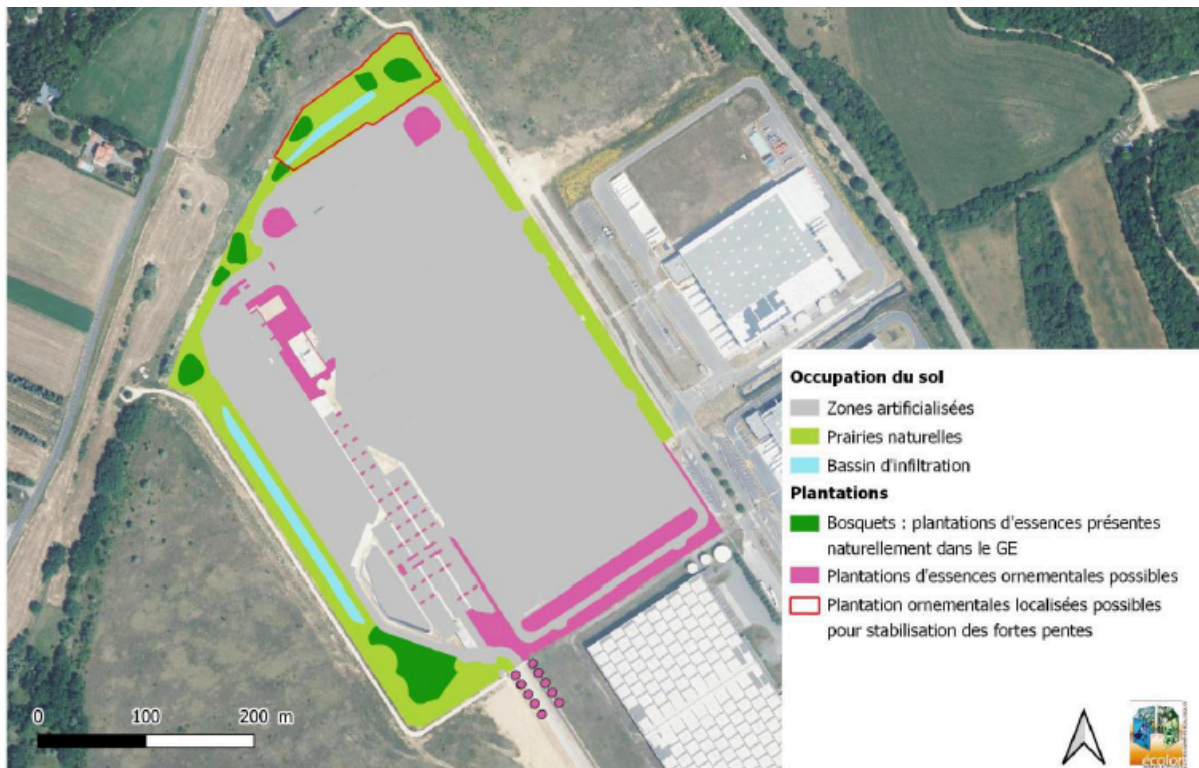 Occupation du sol
Zones artificialisées
Prairies naturelles
Bassin d'infiltration
Plantations
Bosquets : plantations d'essences présentes
naturellement dans le GE
Plantations d'essences ornementales possibles
Plantation ornementales localisées possibles
pour stabilisation des fortes pentes
0 100 200 m
écolor